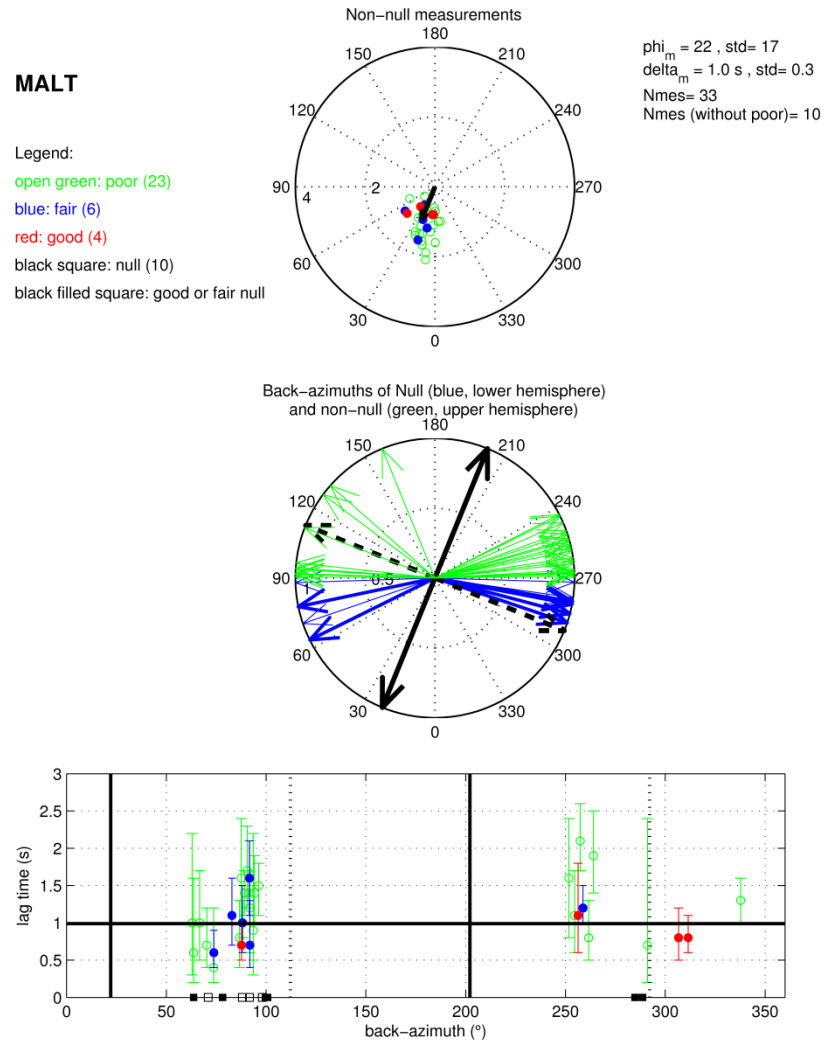 Non-null measurements
180
150
210
phi_m = 22 , std= 17
delta_m = 1.0 s , std= 0.3
Nmes= 33
Nmes (without poor)= 10
MALT
120
240
Legend:
open green: poor (23)
blue: fair (6)
red: good (4)
black square: null (10)
black filled square: good or fair null
90
4
2
270
60
300
30
330
0
Back-azimuths of Null (blue, lower hemisphere)
and non-null (green, upper hemisphere)
180
150
210
120
240
90
1
0.5
270
60
300
30
330
0
lag time (s)
3
2.5
2
1.5
1
0.5
0
0
50
100
150
200
250
300
350
back-azimuth (°)